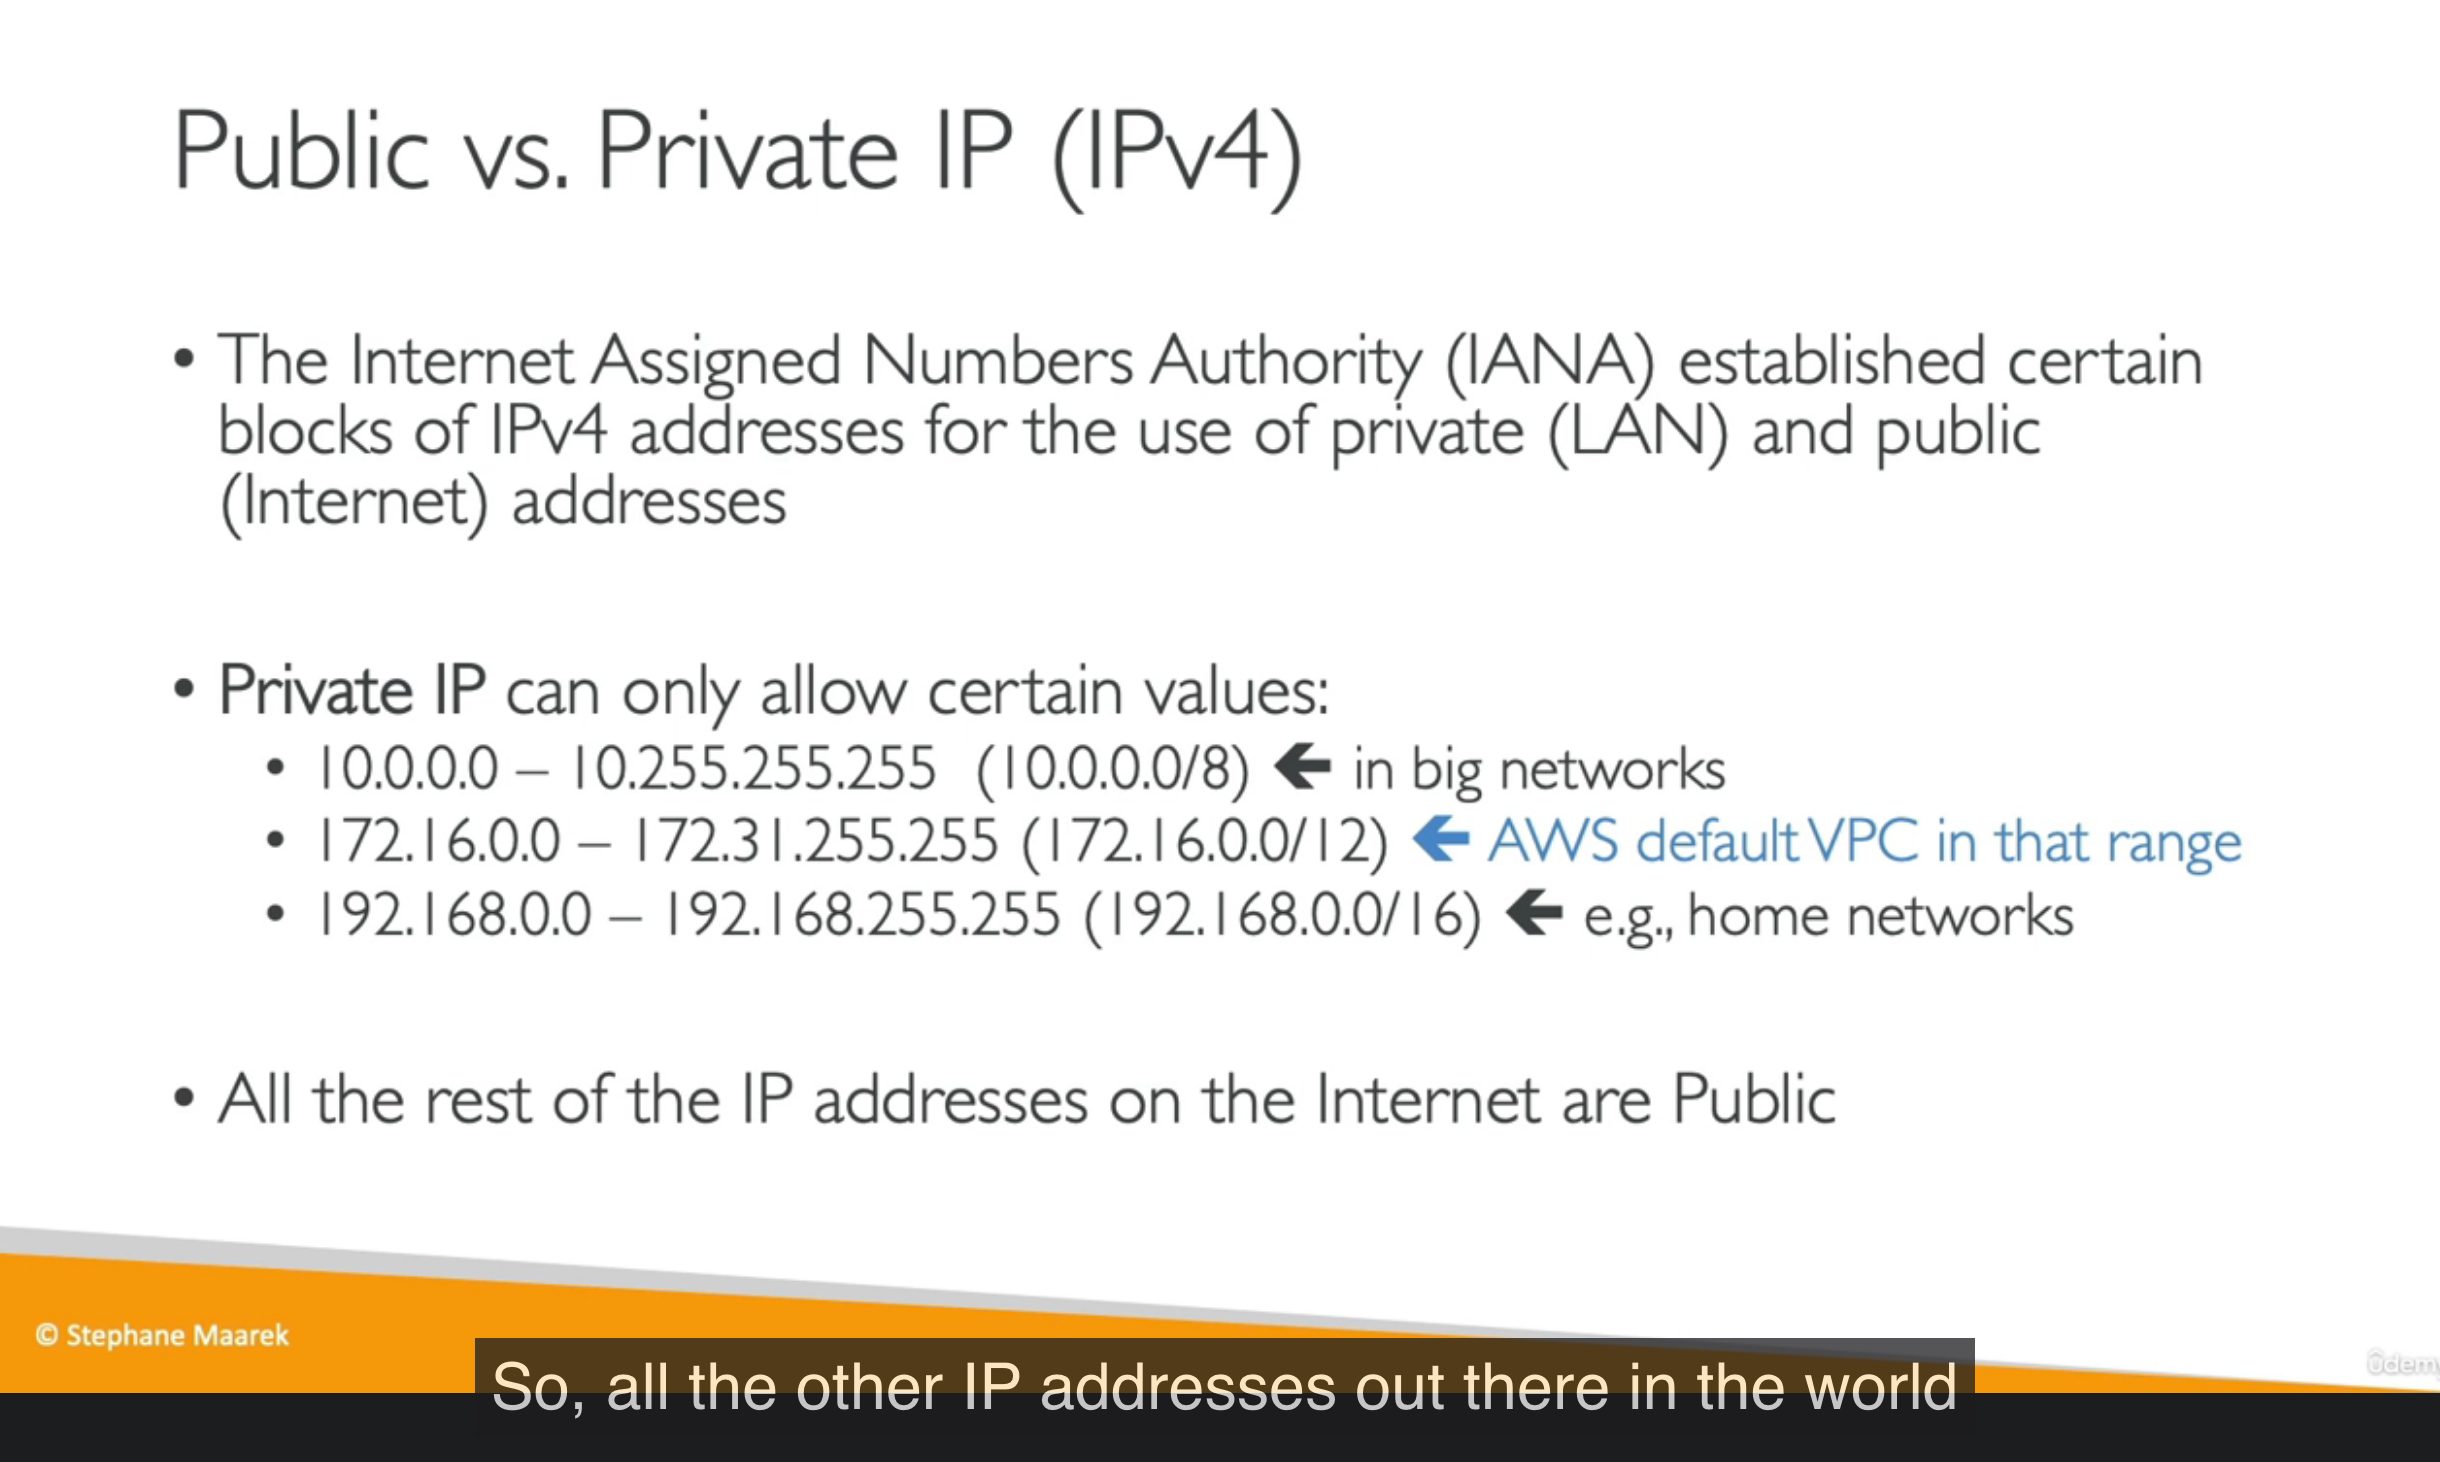 Public vs. Private IP (IPv4)
• The Internet Assigned Numbers Authority (IANA) established certain
blocks of IPv4 addresses for the use of private (LAN) and public
(Internet) addresses
• Private IP can only allow certain values:
• 10.0.0.0 – 10.255.255.255 (10.0.0.0/8) 🡸 in big networks
• 172.16.0.0 – 172.31.255.255 (172.16.0.0/12) 🡸 AWS default VPC in that range
• 192.168.0.0 – 192.168.255.255 (192.168.0.0/16) 🡸 e.g., home networks
• All the rest of the IP addresses on the Internet are Public
© Stephane Maarek
ûdemy
So, all the other IP addresses out there in the world